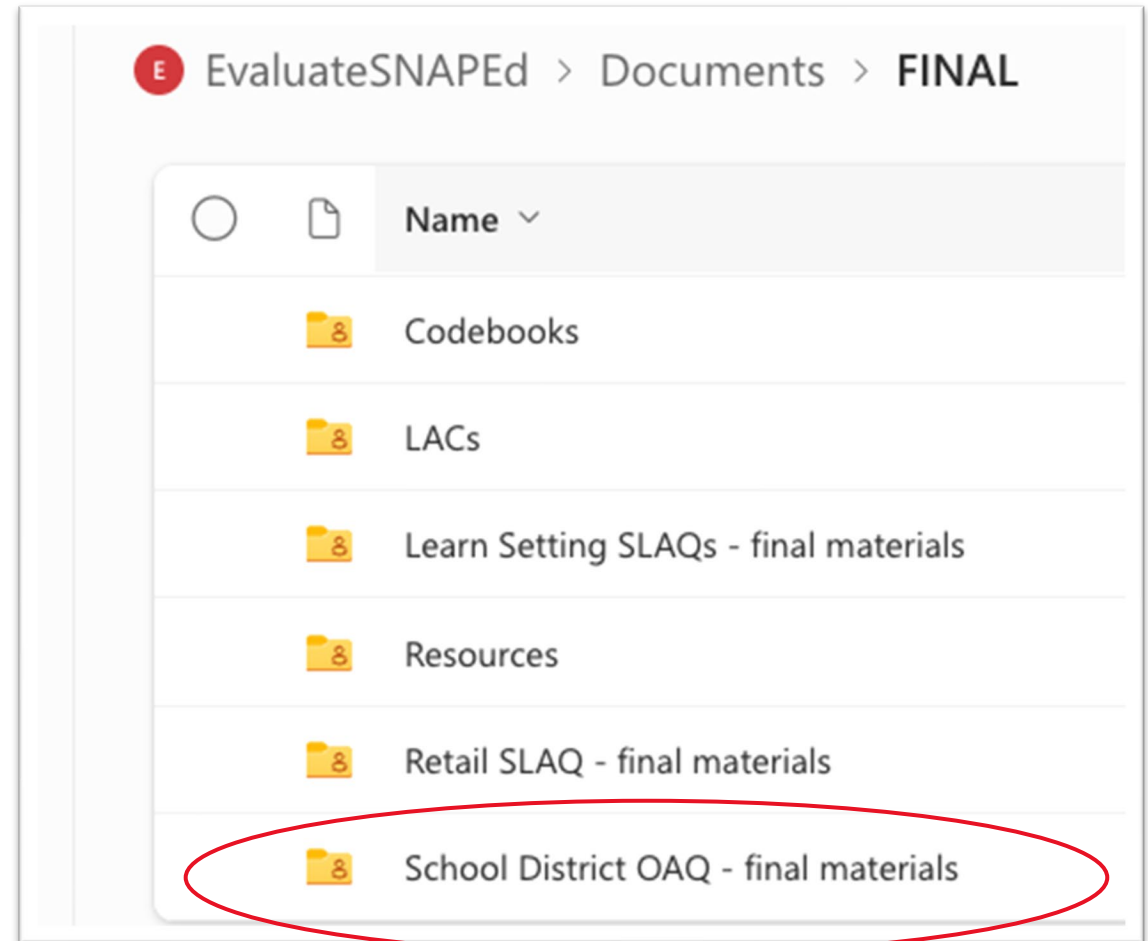 E EvaluateSNAPEd > Documents > FINAL
Name
Codebooks
LACs
Learn Setting SLAQs - final materials
Resources
Retail SLAQ - final materials
School District OAQ - final materials